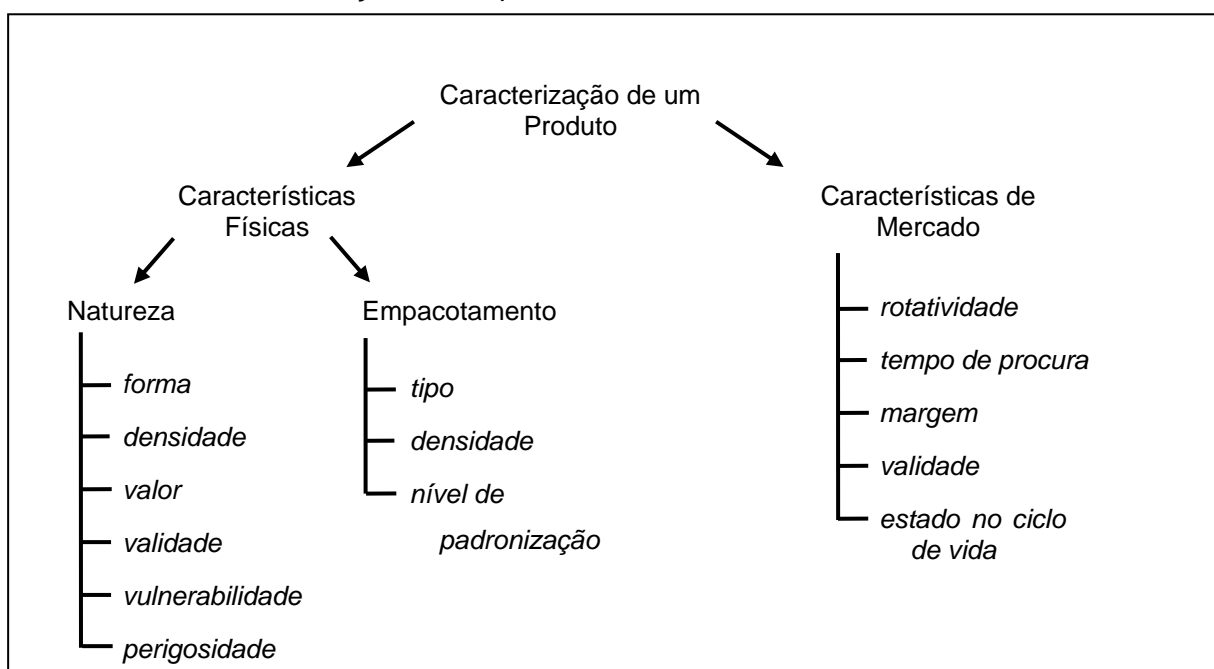 Caracterização de um
Produto
Características
Físicas
Características de
Mercado
Natureza
forma
densidade
valor
validade
vulnerabilidade
perigosidade
Empacotamento
tipo
densidade
nível de
padronização
rotatividade
tempo de procura
margem
validade
estado no ciclo
de vida